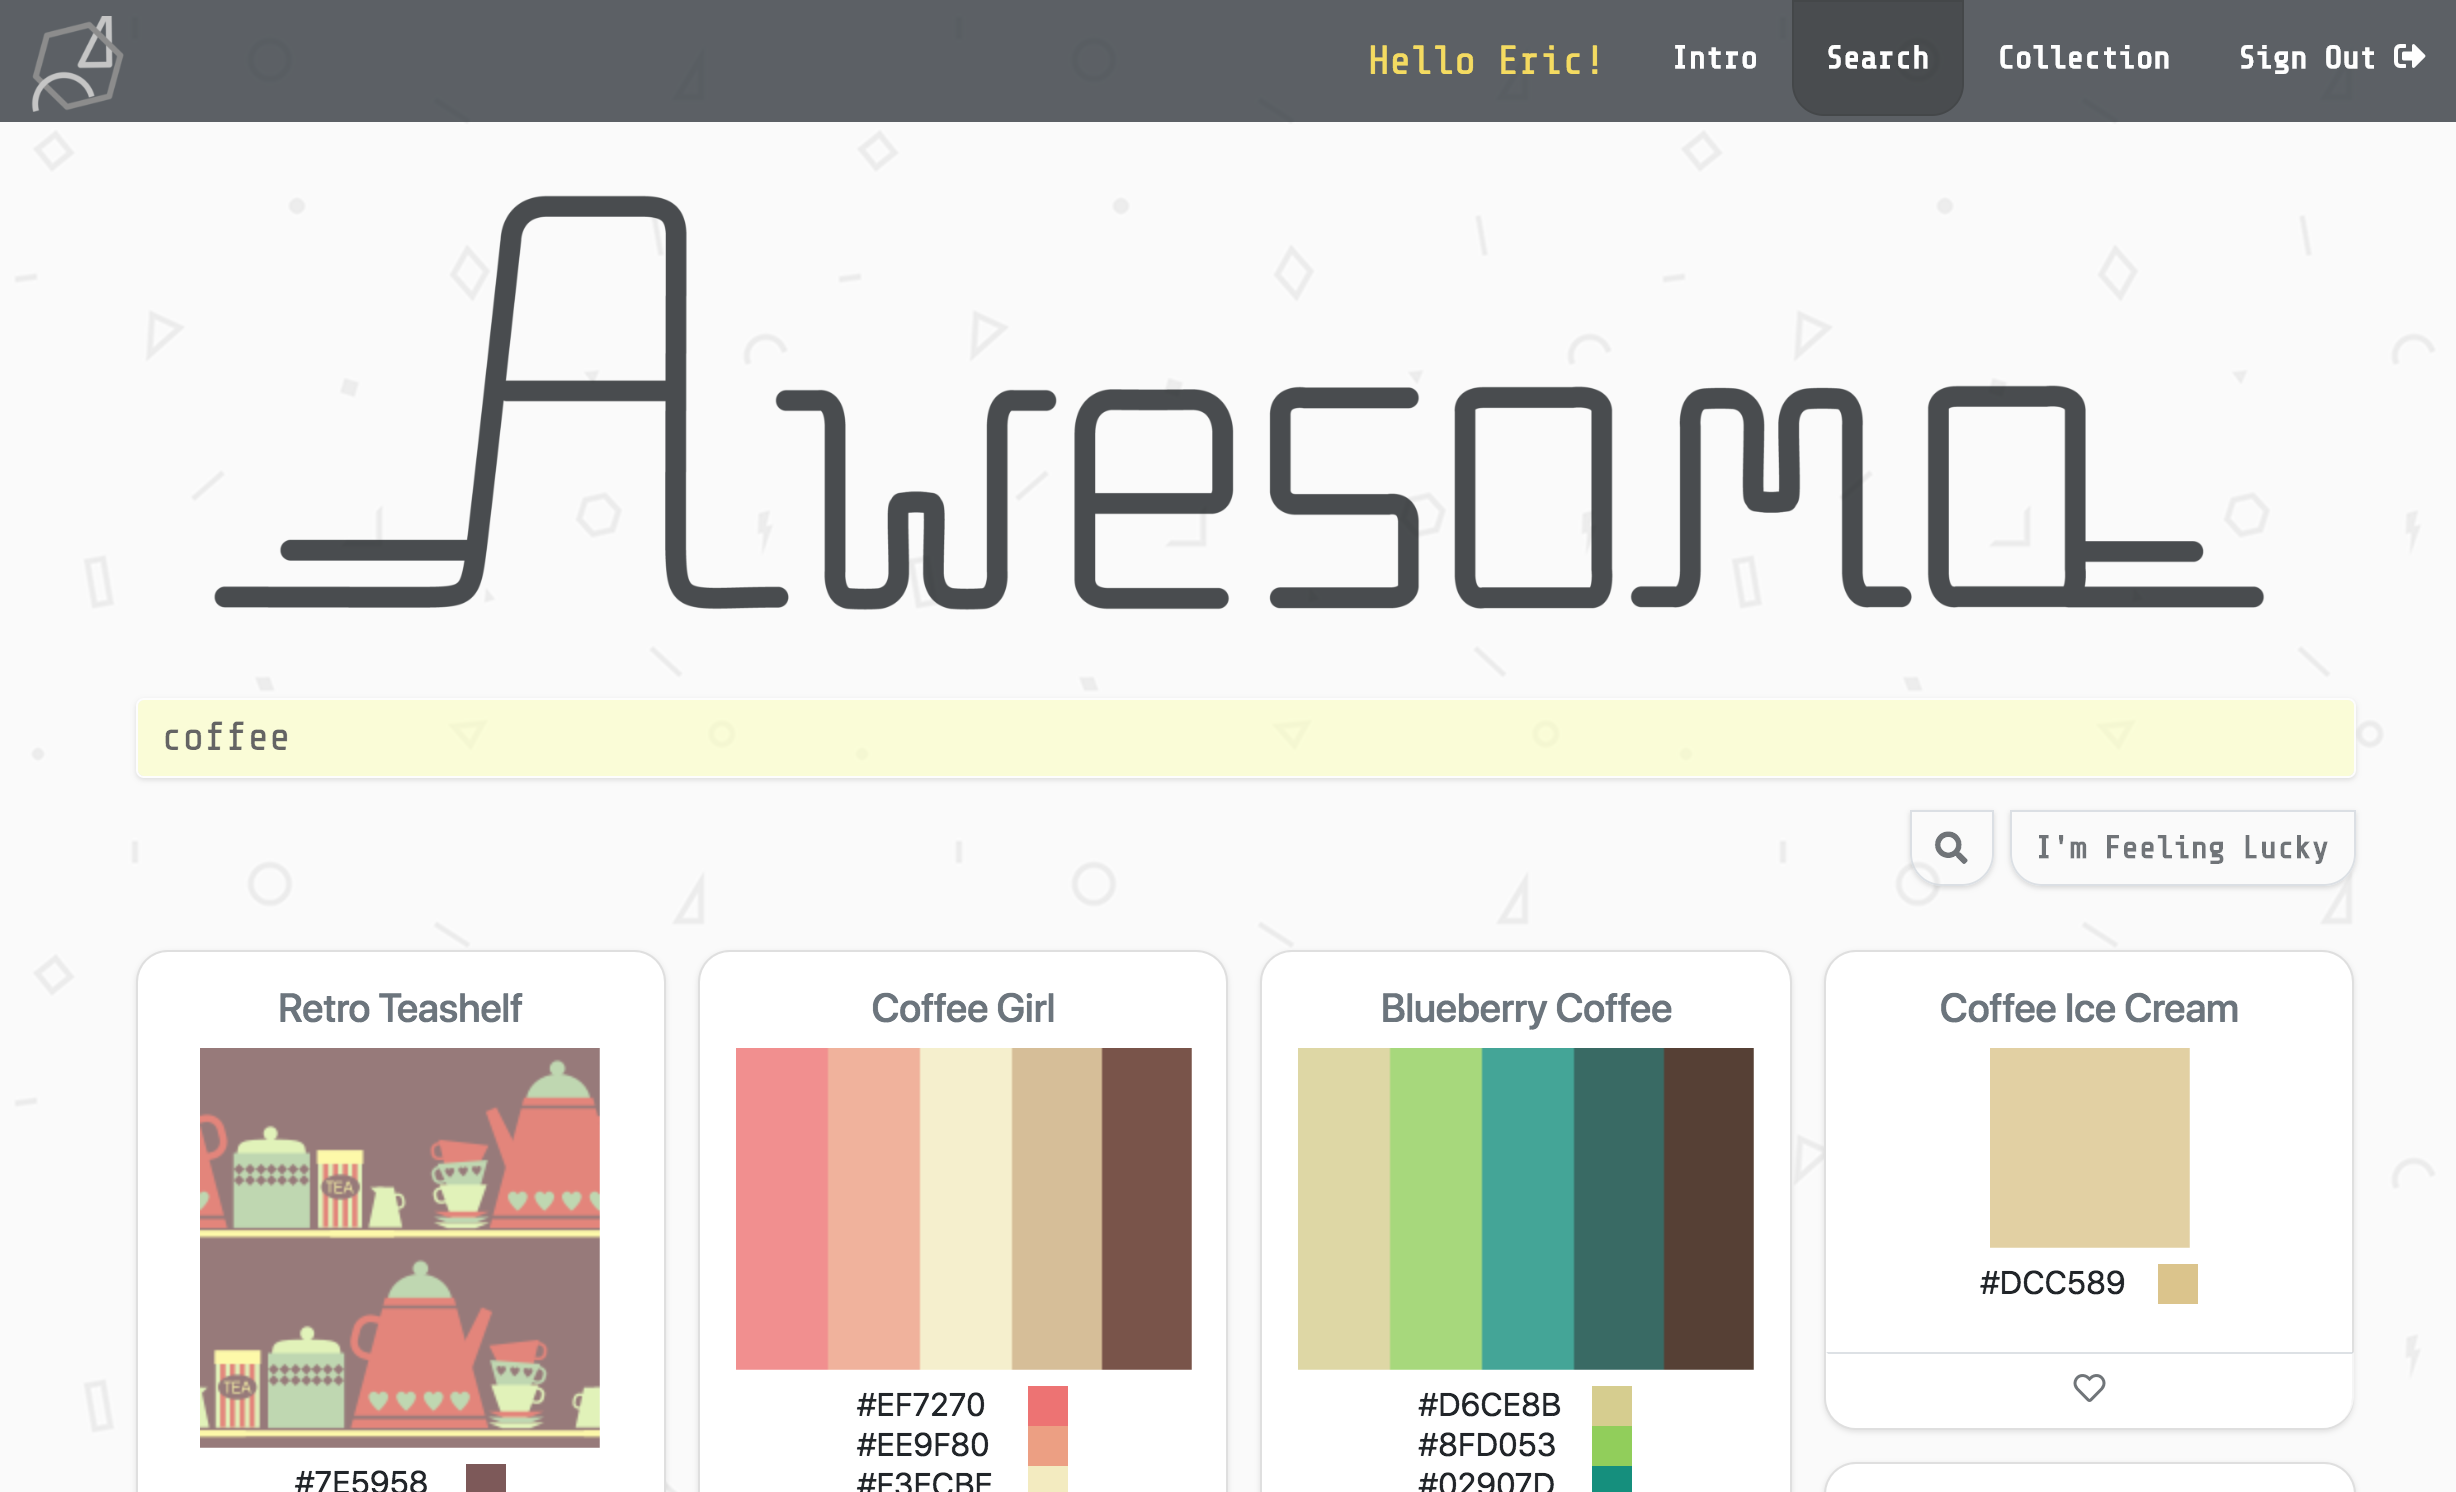 Hello Eric!
Intro
Search
Collection
Sign Out
Awesoma
coffee
I'm Feeling Lucky
Retro Teashelf
TEA
TEA
#7E5958
Coffee Girl
#EF7270
#EE9F80
#F3ECBF
Blueberry Coffee
#D6CE8B
#8FD053
#02907D
Coffee Ice Cream
#DCC589